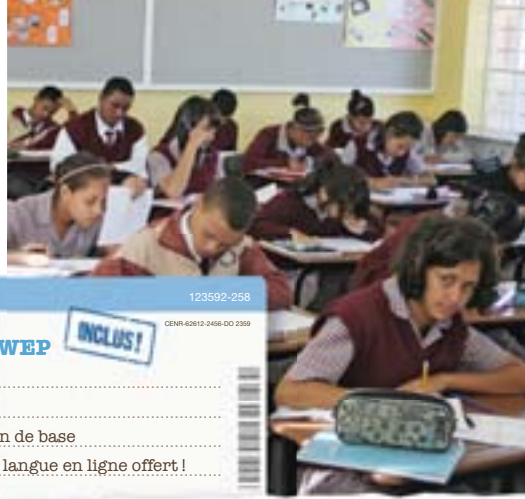 123592-258
CENR-62612-2456-DO 2359
INCLUS !
WEP
n de base
langue en ligne offert !